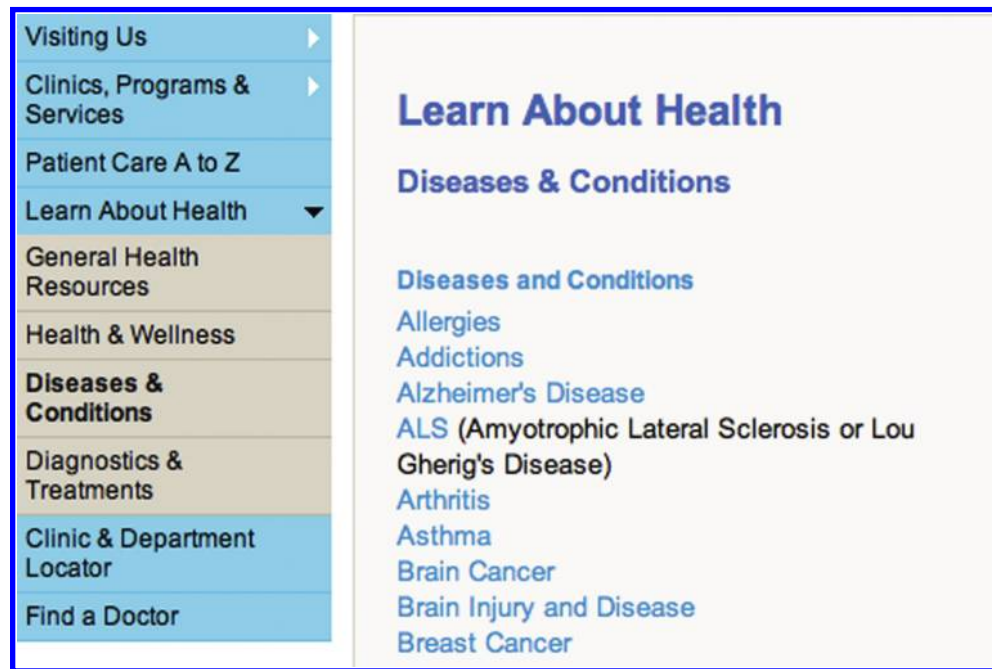 Visiting Us
Clinics, Programs &
Services
Patient Care A to Z
Learn About Health
General Health
Resources
Health & Wellness
Diseases &
Conditions
Diagnostics &
Treatments
Clinic & Department
Locator
Find a Doctor
Learn About Health
Diseases & Conditions
Diseases and Conditions
Allergies
Addictions
Alzheimer's Disease
ALS (Amyotrophic Lateral Sclerosis or Lou
Gherig's Disease)
Arthritis
Asthma
Brain Cancer
Brain Injury and Disease
Breast Cancer